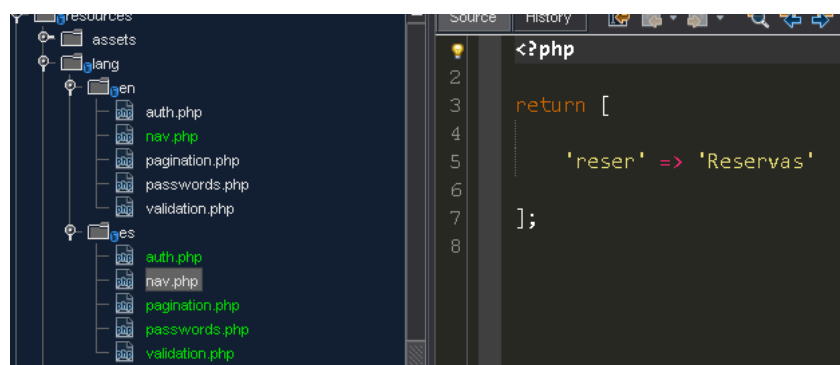 resources
assets
lang
en
auth.php
nav.php
pagination.php
passwords.php
validation.php
es
auth.php
nav.php
pagination.php
passwords.php
validation.php
Source History
<?php
2
3 return [
4
5 'reser' => 'Reservas'
6
7 ];
8